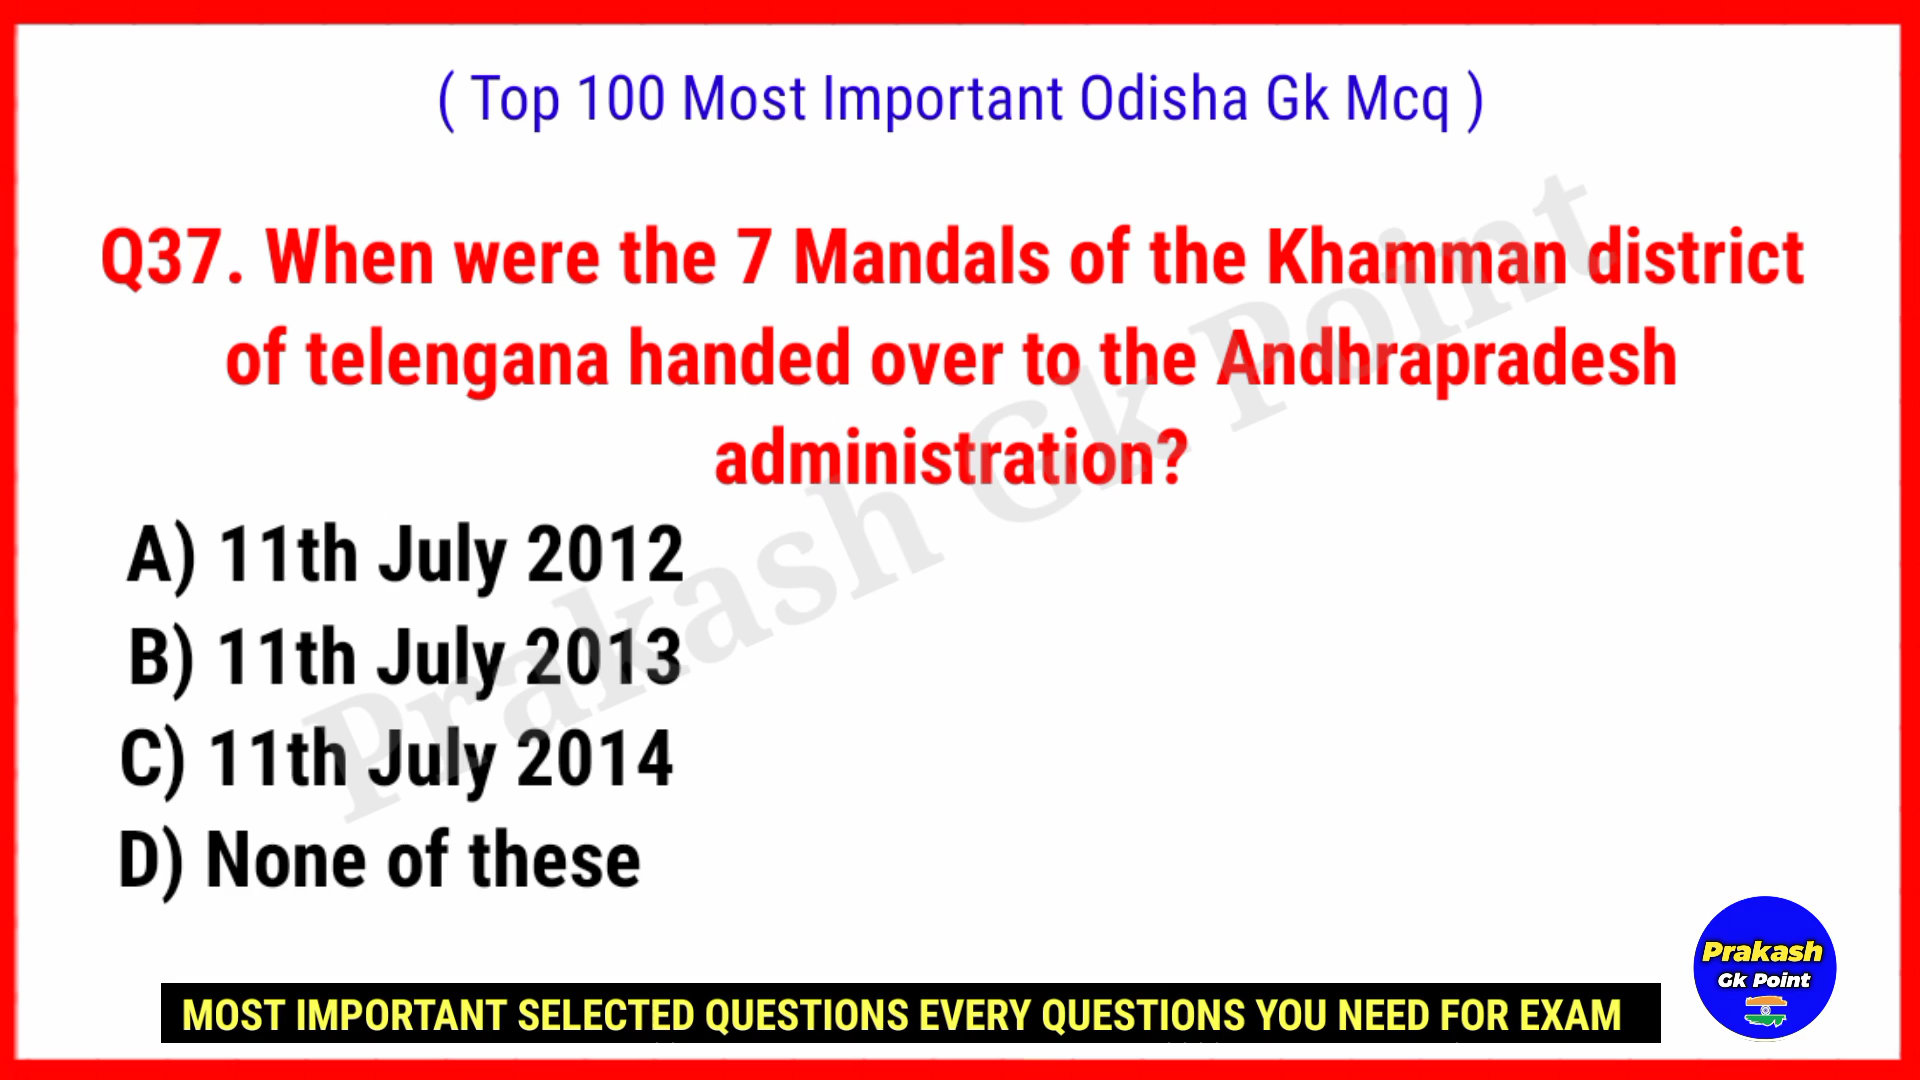 ( Top 100 Most Important Odisha Gk Mcq )
Q37. When were the 7 Mandals of the Khamman district
of telengana handed over to the Andhrapradesh
administration?
A) 11th July 2012
B) 11th July 2013
C) 11th July 2014
D) None of these
Prakash Gk Point
MOST IMPORTANT SELECTED QUESTIONS EVERY QUESTIONS YOU NEED FOR EXAM
Prakash
Gk Point